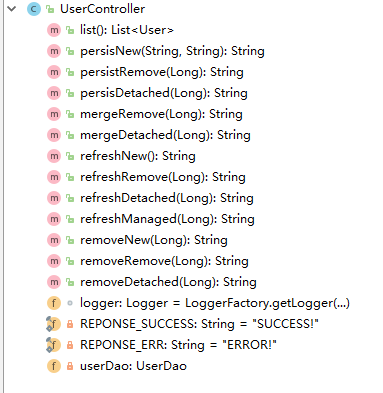 UserController
list(): List<User>
persisNew(String, String): String
persistRemove(Long): String
persisDetached(Long): String
mergeRemove(Long): String
mergeDetached(Long): String
refreshNew(): String
refreshRemove(Long): String
refreshDetached(Long): String
refreshManaged(Long): String
removeNew(Long): String
removeRemove(Long): String
removeDetached(Long): String
logger: Logger = LoggerFactory.getLogger(...)
REPONSE_SUCCESS: String = "SUCCESS!"
REPONSE_ERR: String = "ERROR!"
userDao: UserDao